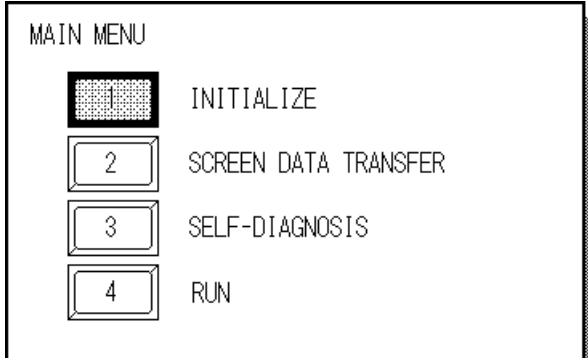 MAIN MENU
1 INITIALIZE
2 SCREEN DATA TRANSFER
3 SELF-DIAGNOSIS
4 RUN